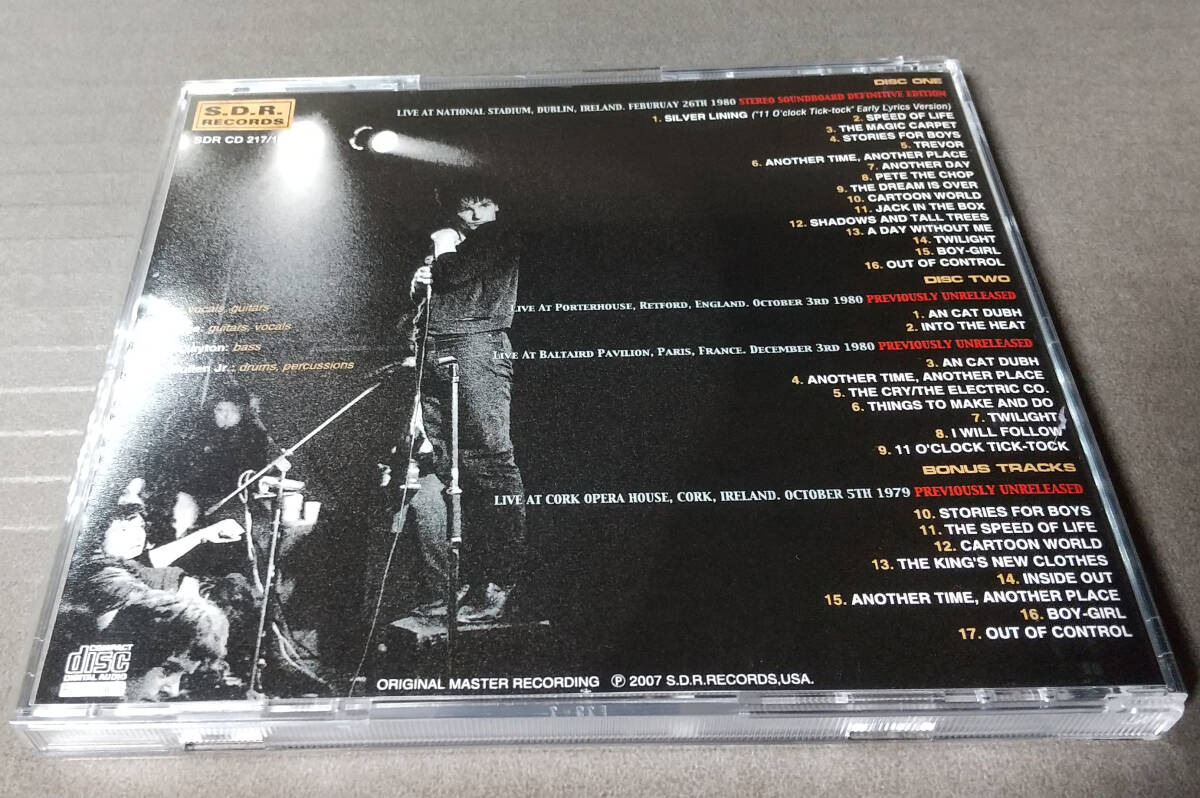 S.D.R.
RECORDS
SDR CD 217/1
DISC ONE
LIVE AT NATIONAL STADIUM, DUBLIN, IRELAND. FEBURUAY 26TH 1980 STEREO SOUNDBOARD DEFINITIVE EDITION
1. SILVER LINING ("11 O'clock Tick-tock" Early Lyrics Version)
2. SPEED OF LIFE
3. THE MAGIC CARPET
4. STORIES FOR BOYS
5. TREVOR
6. ANOTHER TIME, ANOTHER PLACE
7. ANOTHER DAY
8. PETE THE CHOP
9. THE DREAM IS OVER
10. CARTOON WORLD
11. JACK IN THE BOX
12. SHADOWS AND TALL TREES
13. A DAY WITHOUT ME
14. TWILIGHT
15. BOY-GIRL
16. OUT OF CONTROL
DISC TWO
LIVE AT PORTERHOUSE, RETFORD, ENGLAND. OCTOBER 3RD 1980 PREVIOUSLY UNRELEASED
1. AN CAT DUBH
2. INTO THE HEAT
LIVE AT BALTAIRD PAVILION, PARIS, FRANCE. DECEMBER 3RD 1980 PREVIOUSLY UNRELEASED
3. AN CAT DUBH
4. ANOTHER TIME, ANOTHER PLACE
5. THE CRY/THE ELECTRIC CO.
6. THINGS TO MAKE AND DO
7. TWILIGHT
8. I WILL FOLLOW
9. 11 O'CLOCK TICK-TOCK
BONUS TRACKS
LIVE AT CORK OPERA HOUSE, CORK, IRELAND. OCTOBER 5TH 1979 PREVIOUSLY UNRELEASED
10. STORIES FOR BOYS
11. THE SPEED OF LIFE
12. CARTOON WORLD
13. THE KING'S NEW CLOTHES
14. INSIDE OUT
15. ANOTHER TIME, ANOTHER PLACE
16. BOY-GIRL
17. OUT OF CONTROL
vocals, guitars
guitars, vocals
bass
Jr.: drums, percussions
COMPACT
disc
DIGITAL AUDIO
ORIGINAL MASTER RECORDING ℗ 2007 S.D.R.RECORDS,USA.